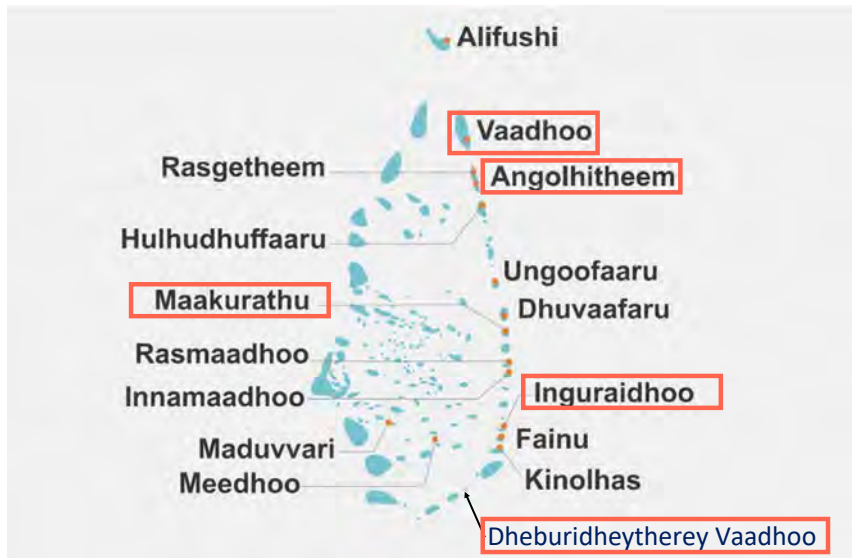 Alifushi
Vaadhoo
Rasgetheem
Angolhitheem
Hulhudhuffaaru
Ungoofaaru
Maakurathu
Dhuvaafaru
Rasmaadhoo
Innamaadhoo
Inguraidhoo
Maduvvari
Fainu
Meedhoo
Kinolhas
Dheburidheytherey Vaadhoo